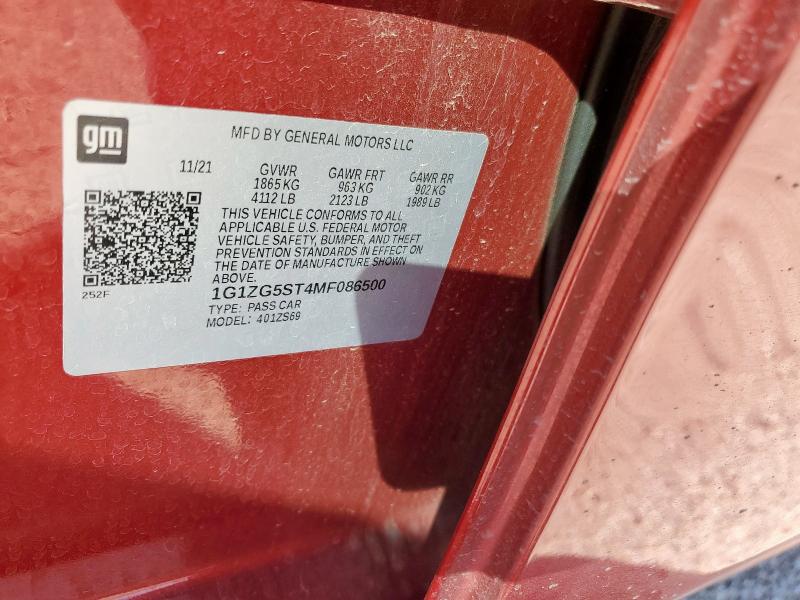 gm
MFD BY GENERAL MOTORS LLC
11/21 GVWR GAWR FRT GAWR RR
1865 KG 963 KG 902 KG
4112 LB 2123 LB 1989 LB
THIS VEHICLE CONFORMS TO ALL
APPLICABLE U.S. FEDERAL MOTOR
VEHICLE SAFETY, BUMPER, AND THEFT
PREVENTION STANDARDS IN EFFECT ON
THE DATE OF MANUFACTURE SHOWN
ABOVE.
252F
1G1ZG5ST4MF086500
TYPE: PASS CAR
MODEL: 401ZS69